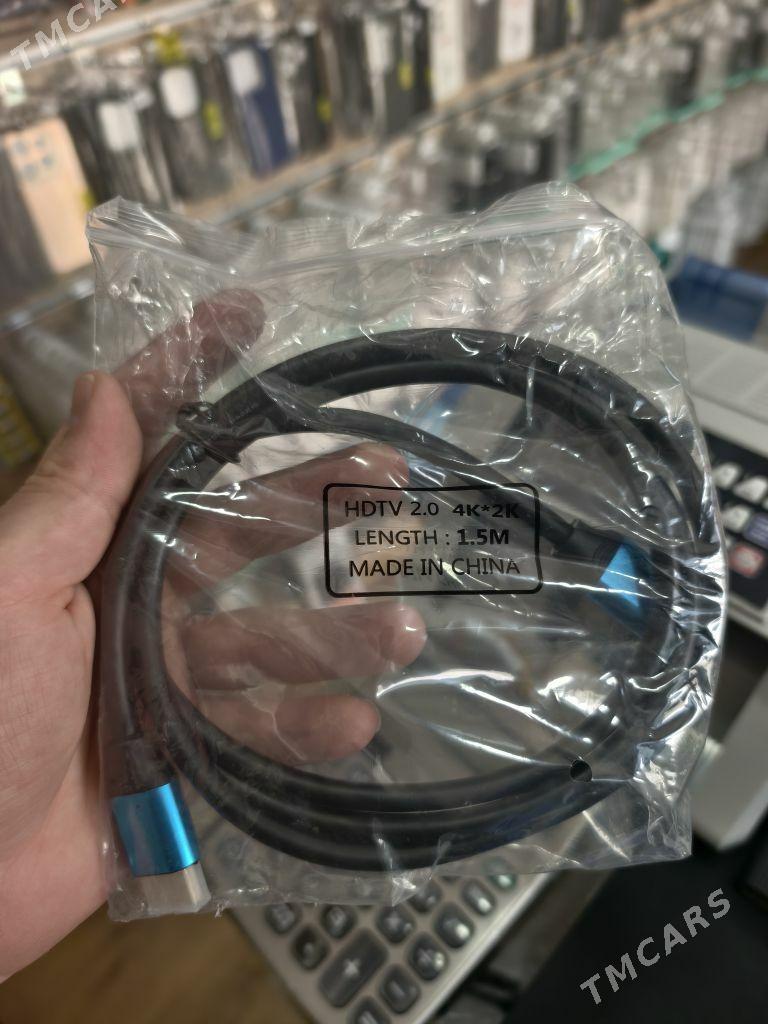 TMCARS
HDTV 2.0 4K*2K
LENGTH : 1.5M
MADE IN CHINA
TMCARS